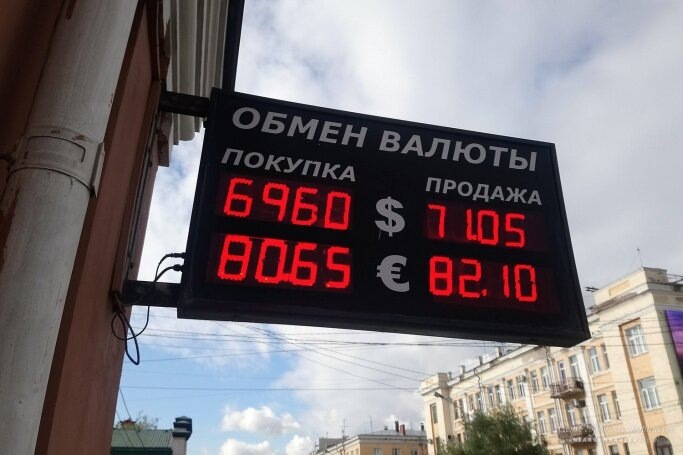 ОБМЕН ВАЛЮТЫ
ПОКУПКА ПРОДАЖА
69.60 $ 71.05
80.65 € 82.10